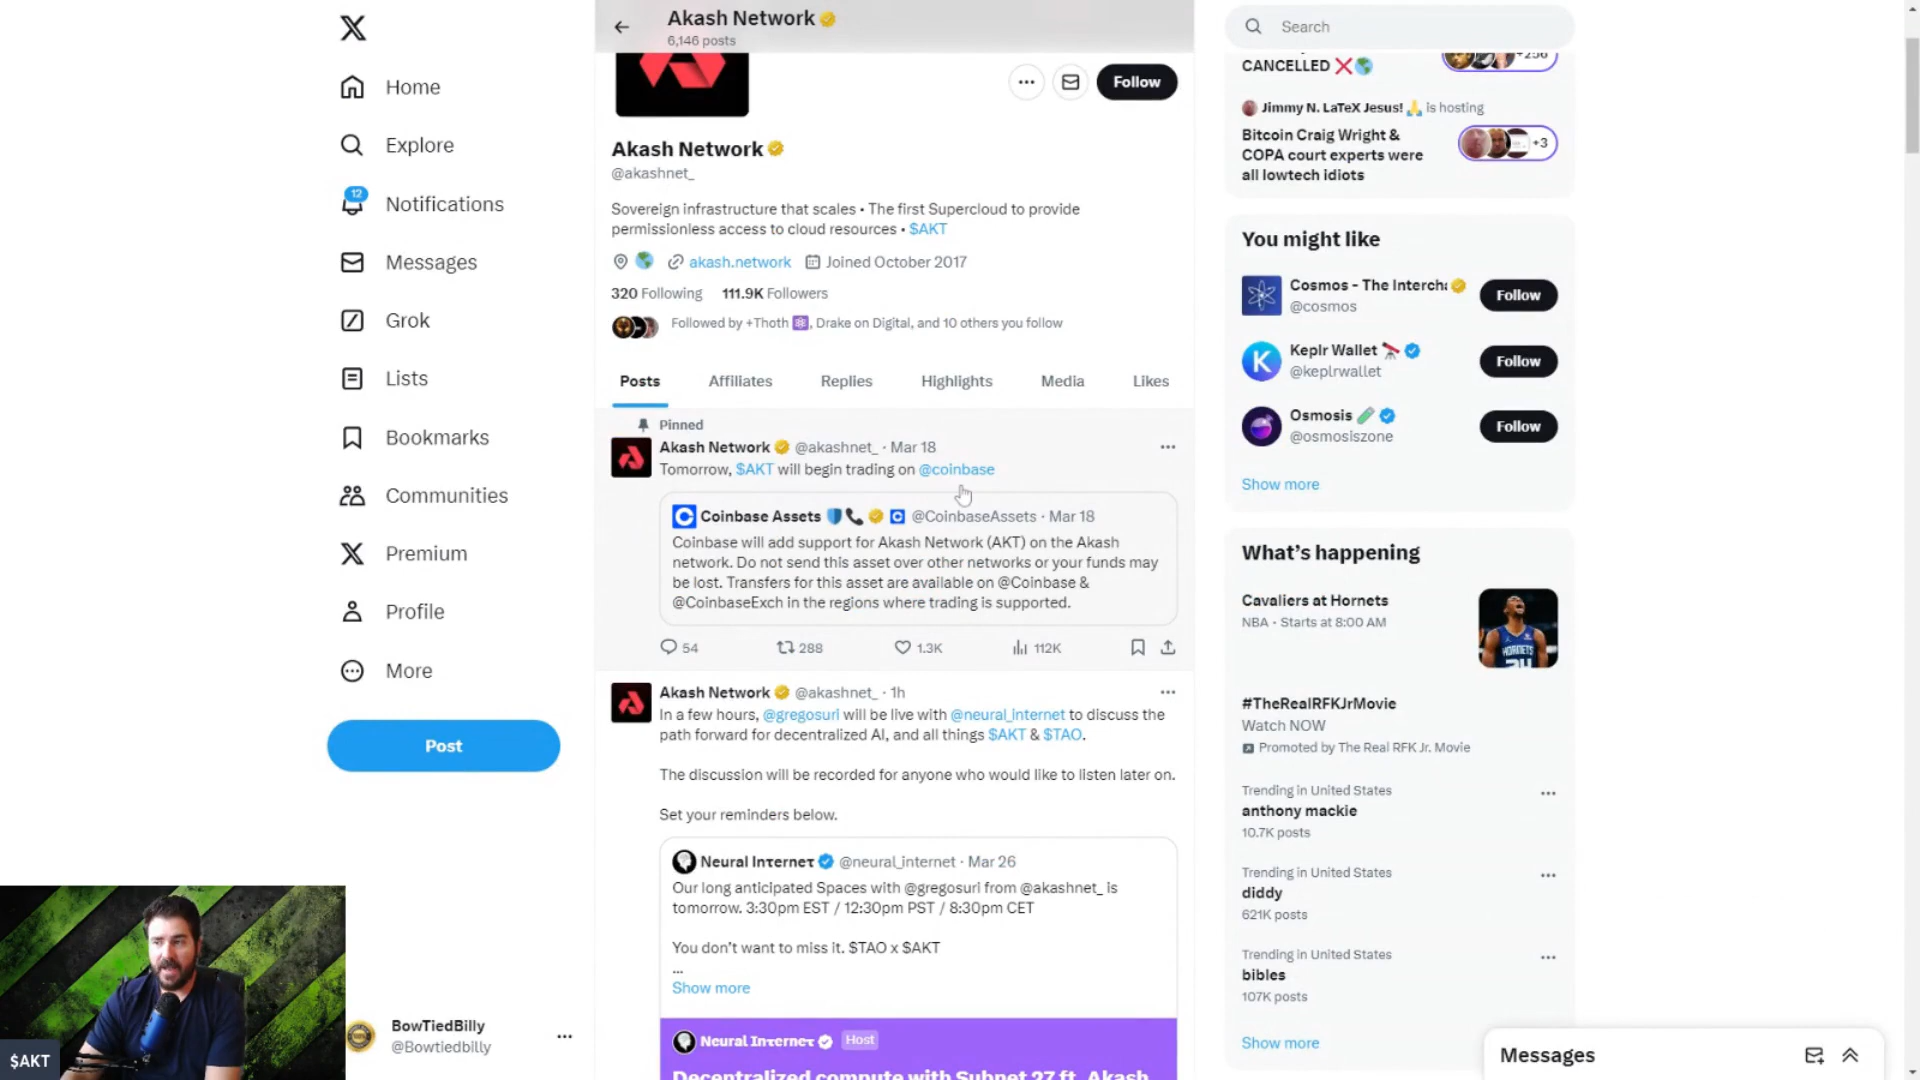 Home
Explore
12
Notifications
Messages
Grok
Lists
Bookmarks
Communities
Premium
Profile
More
Post
BowTiedBilly
@Bowtiedbilly
$AKT
Akash Network
6,146 posts
Follow
Akash Network
@akashnet_
Sovereign infrastructure that scales • The first Supercloud to provide
permissionless access to cloud resources • $AKT
akash.network Joined October 2017
320 Following 111.9K Followers
Followed by +Thoth, Drake on Digital, and 10 others you follow
Posts Affiliates Replies Highlights Media Likes
Pinned
Akash Network @akashnet_ · Mar 18
Tomorrow, $AKT will begin trading on @coinbase
Coinbase Assets @CoinbaseAssets · Mar 18
Coinbase will add support for Akash Network (AKT) on the Akash
network. Do not send this asset over other networks or your funds may
be lost. Transfers for this asset are available on @Coinbase &
@CoinbaseExch in the regions where trading is supported.
54 288 1.3K 112K
Akash Network @akashnet_ · 1h
In a few hours, @gregosuri will be live with @neural_internet to discuss the
path forward for decentralized AI, and all things $AKT & $TAO.
The discussion will be recorded for anyone who would like to listen later on.
Set your reminders below.
Neural Inτerneτ @neural_internet · Mar 26
Our long anticipated Spaces with @gregosuri from @akashnet_ is
tomorrow. 3:30pm EST / 12:30pm PST / 8:30pm CET
You don't want to miss it. $TAO x $AKT
...
Show more
Neural Inτerneτ Host
Decentralized compute with Subnet 27 ft. Akash
Search
CANCELLED
+256
Jimmy N. LaTeX Jesus! is hosting
Bitcoin Craig Wright &
COPA court experts were
all lowtech idiots
+3
You might like
Cosmos - The Interch
@cosmos
Follow
Keplr Wallet
@keplrwallet
Follow
Osmosis
@osmosiszone
Follow
Show more
What's happening
Cavaliers at Hornets
NBA · Starts at 8:00 AM
HORNETS
#TheRealRFKJrMovie
Watch NOW
Promoted by The Real RFK Jr. Movie
Trending in United States
anthony mackie
10.7K posts
Trending in United States
diddy
621K posts
Trending in United States
bibles
107K posts
Show more
Messages